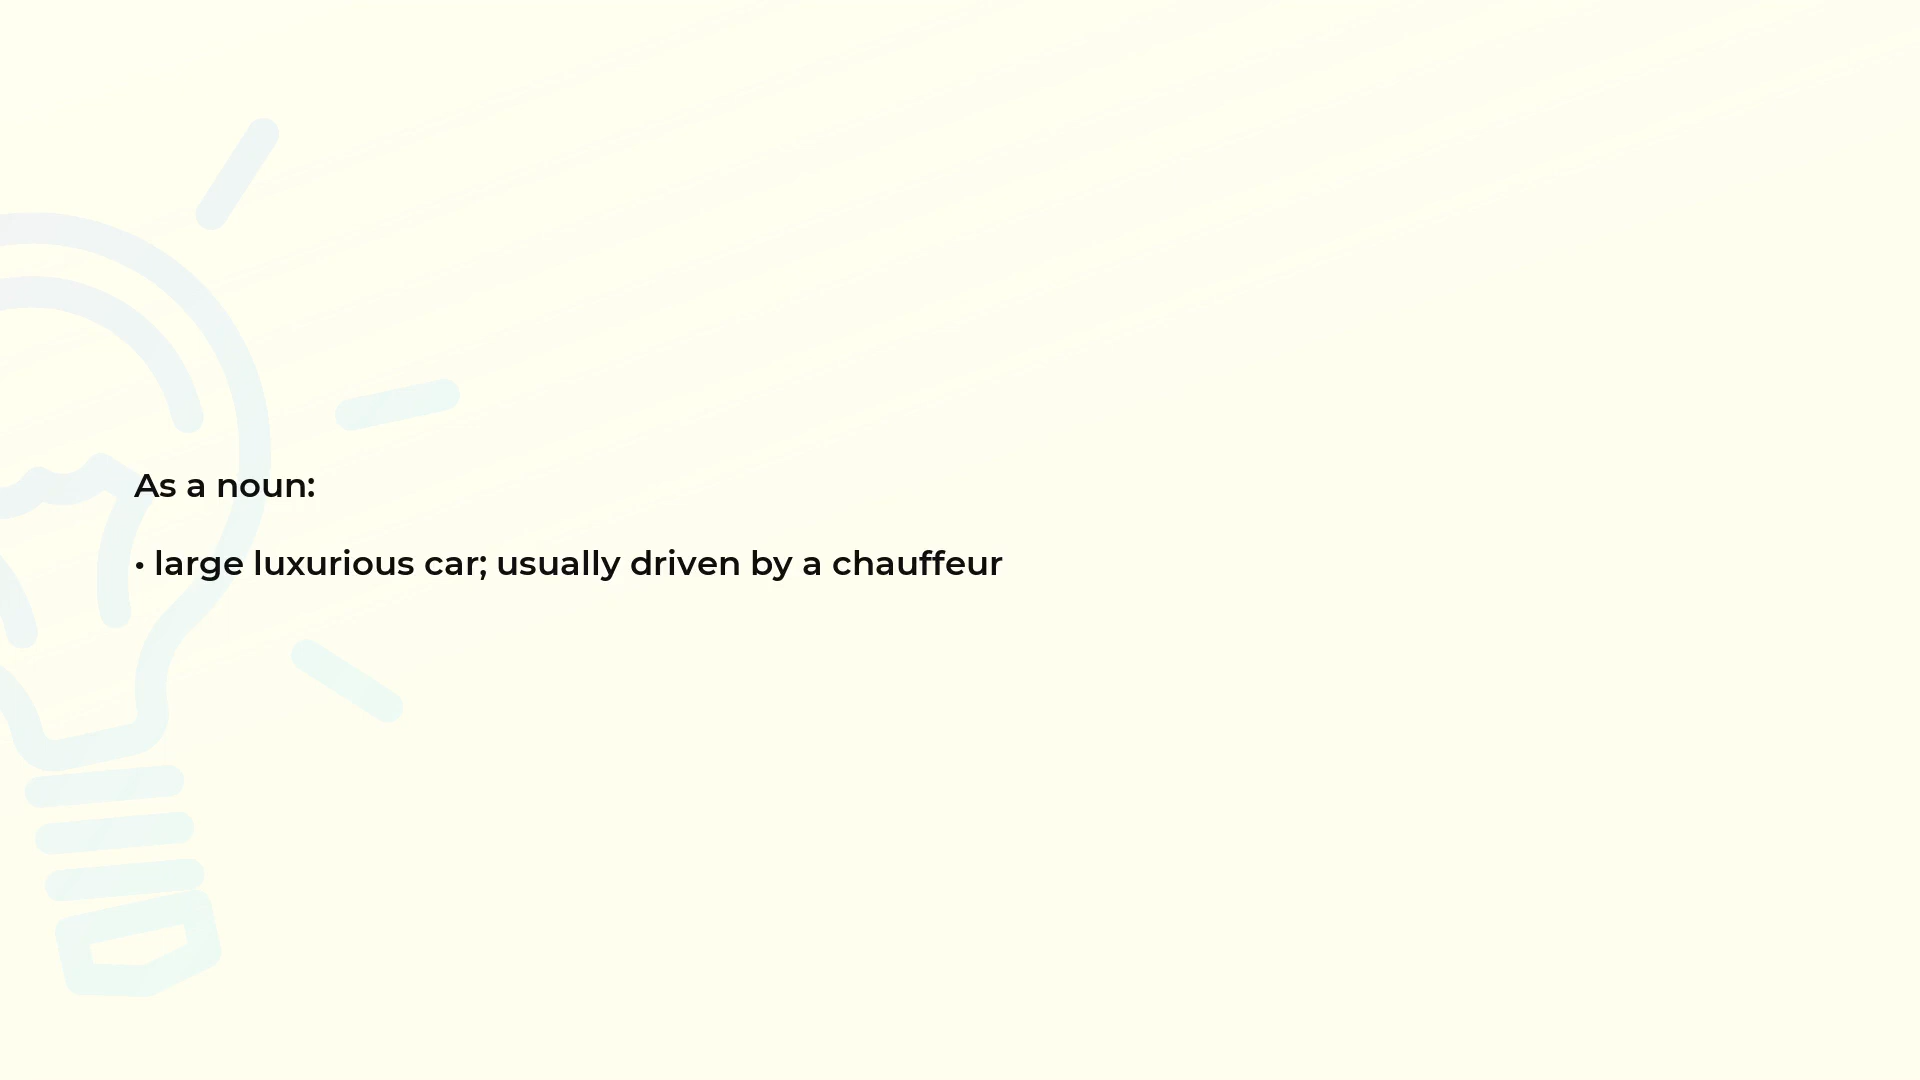 As a noun:
• large luxurious car; usually driven by a chauffeur